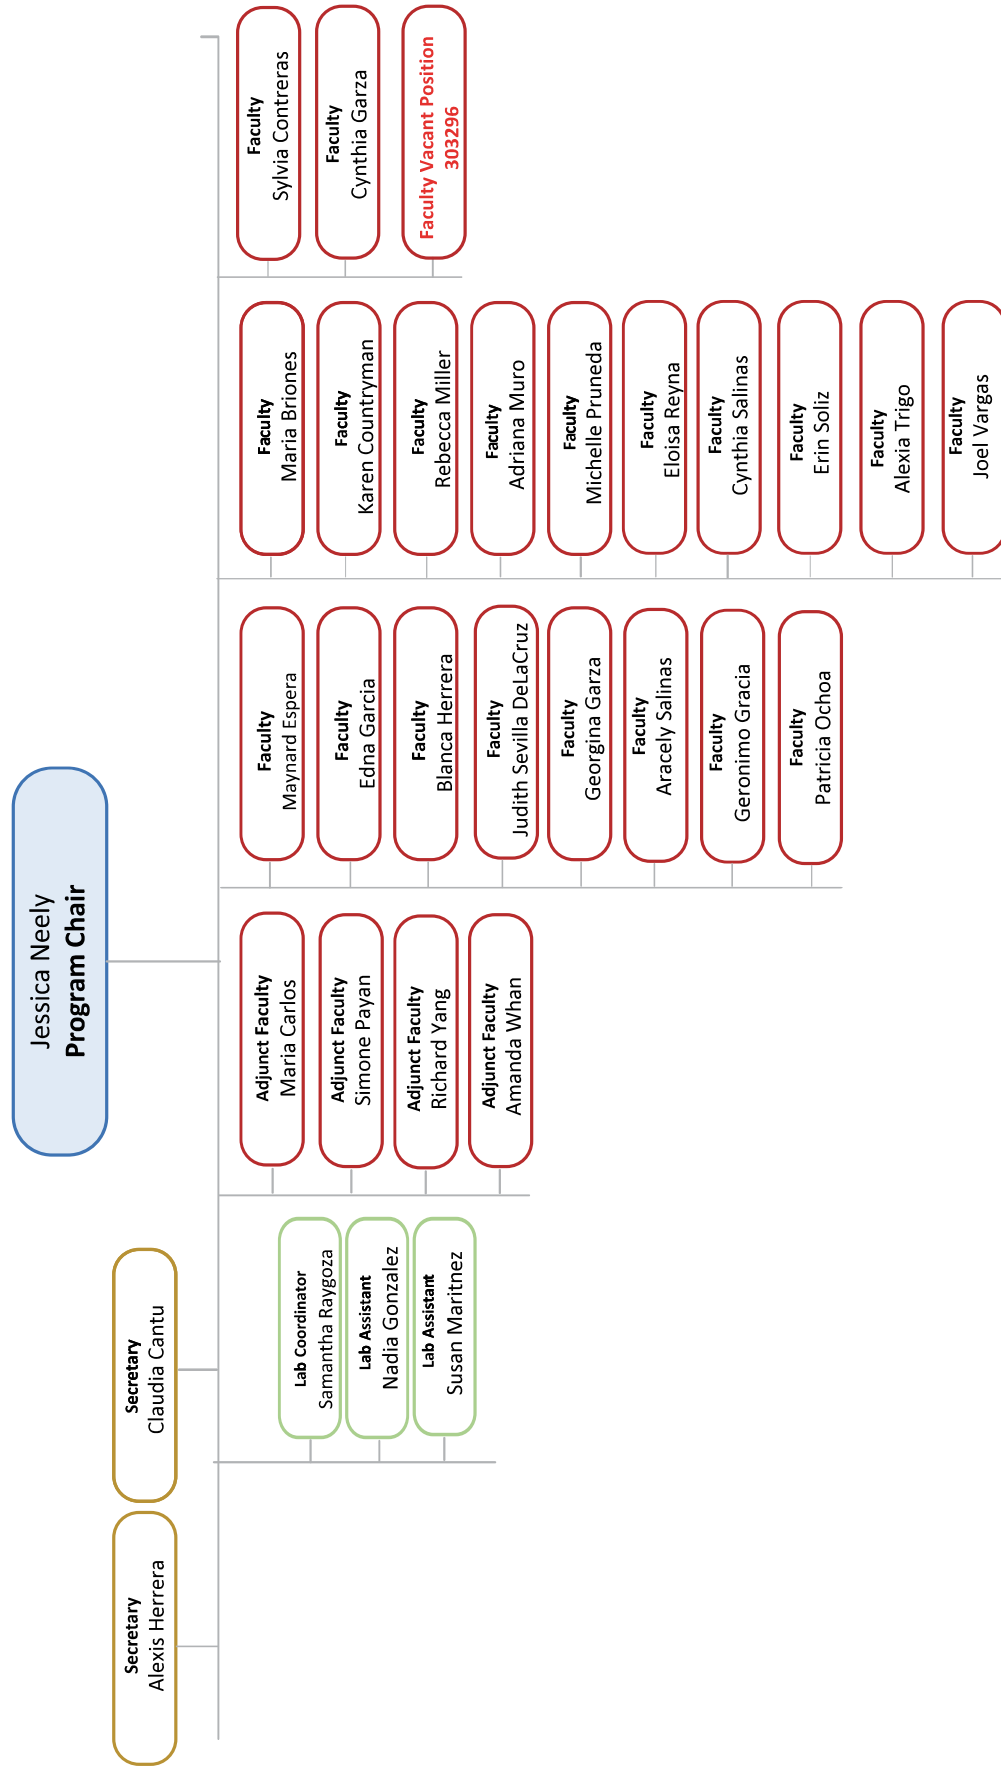 Jessica Neely
Program Chair
Secretary
Alexis Herrera
Secretary
Claudia Cantu
Lab Coordinator
Samantha Raygoza
Lab Assistant
Nadia Gonzalez
Lab Assistant
Susan Maritnez
Adjunct Faculty
Maria Carlos
Adjunct Faculty
Simone Payan
Adjunct Faculty
Richard Yang
Adjunct Faculty
Amanda Whan
Faculty
Maynard Espera
Faculty
Edna Garcia
Faculty
Blanca Herrera
Faculty
Judith Sevilla DeLaCruz
Faculty
Georgina Garza
Faculty
Aracely Salinas
Faculty
Geronimo Gracia
Faculty
Patricia Ochoa
Faculty
Maria Briones
Faculty
Karen Countryman
Faculty
Rebecca Miller
Faculty
Adriana Muro
Faculty
Michelle Pruneda
Faculty
Eloisa Reyna
Faculty
Cynthia Salinas
Faculty
Erin Soliz
Faculty
Alexia Trigo
Faculty
Joel Vargas
Faculty
Sylvia Contreras
Faculty
Cynthia Garza
Faculty Vacant Position
303296